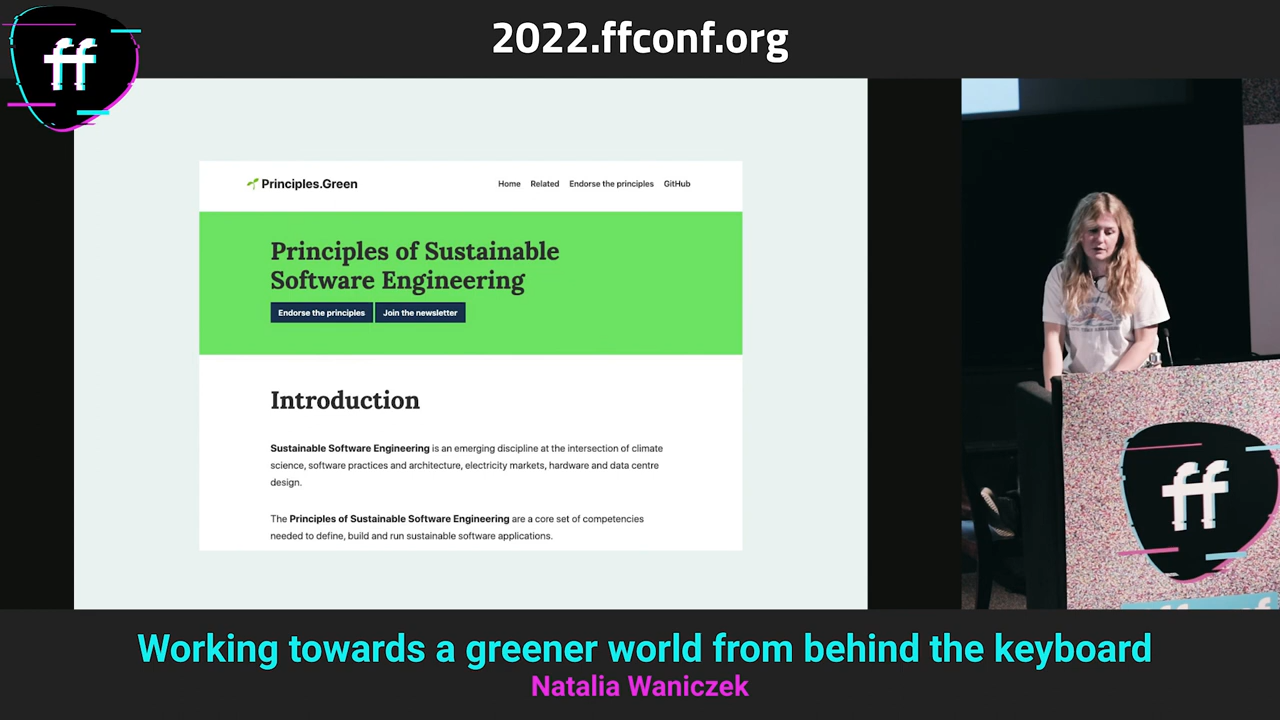 2022.ffconf.org
ff
Principles.Green
Home Related Endorse the principles GitHub
Principles of Sustainable
Software Engineering
Endorse the principles Join the newsletter
Introduction
Sustainable Software Engineering is an emerging discipline at the intersection of climate
science, software practices and architecture, electricity markets, hardware and data centre
design.
The Principles of Sustainable Software Engineering are a core set of competencies
needed to define, build and run sustainable software applications.
ff
Working towards a greener world from behind the keyboard
Natalia Waniczek